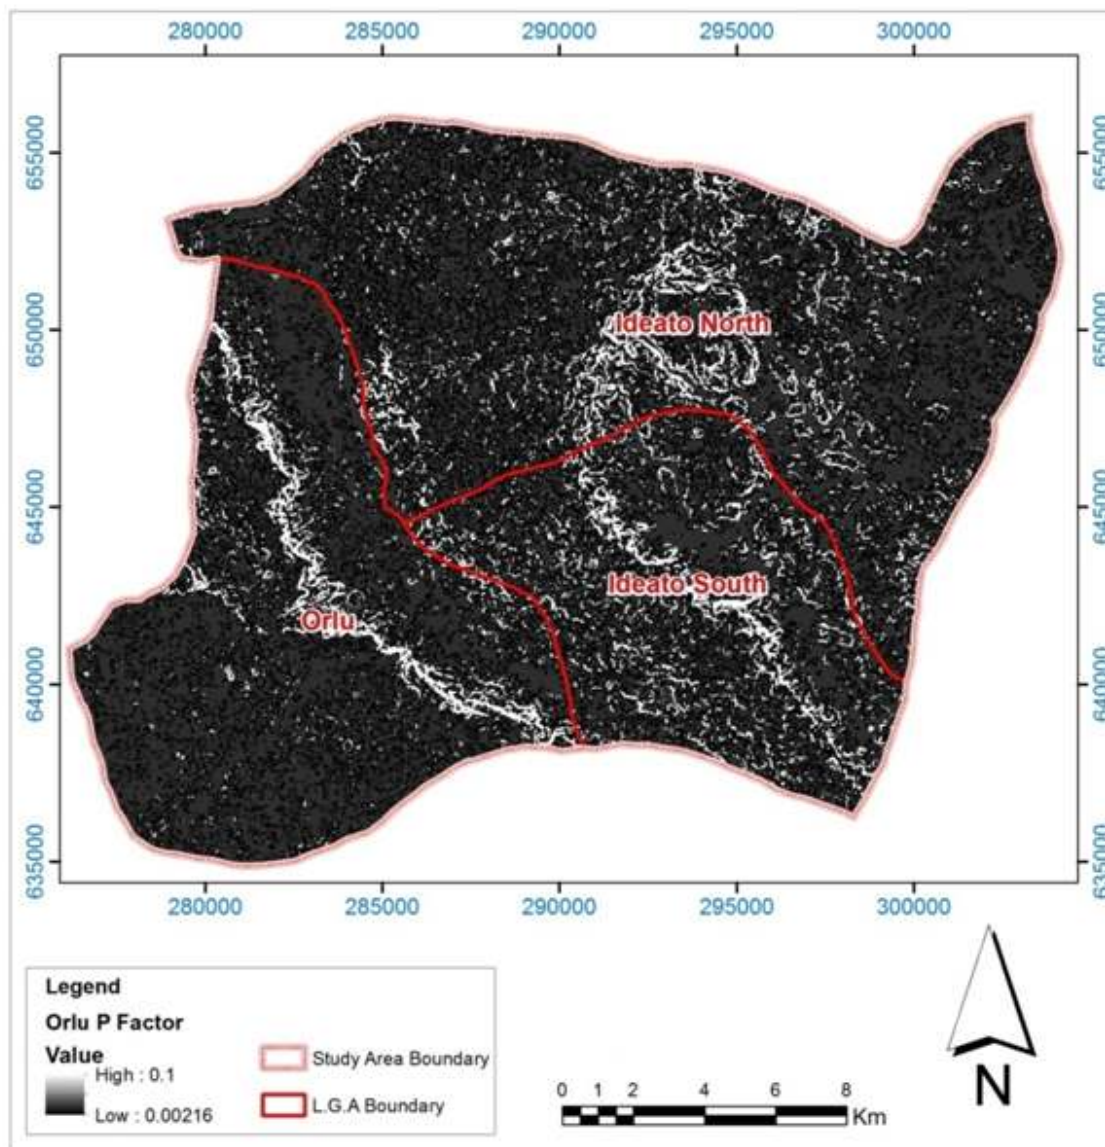 280000 285000 290000 295000 300000
655000 655000
650000 650000
645000 645000
640000 640000
635000 635000
Ideato North
Ideato South
Orlu
280000 285000 290000 295000 300000
Legend
Orlu P Factor
Value
High : 0.1
Low : 0.00216
Study Area Boundary
L.G.A Boundary
0 1 2 4 6 8
Km
N